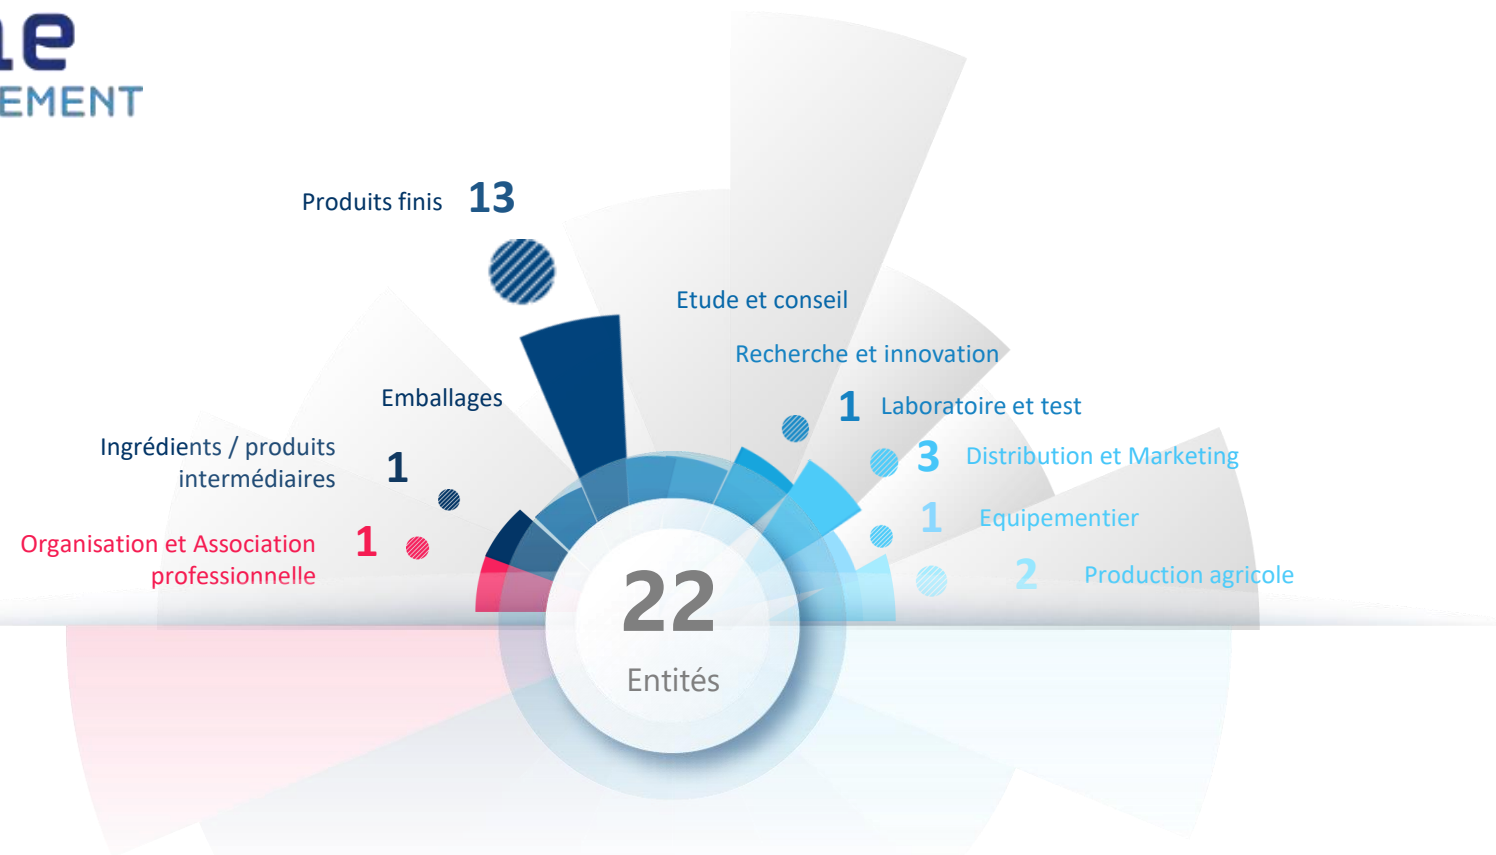 EMENT
Produits finis 13
Etude et conseil
Recherche et innovation
Emballages
1 Laboratoire et test
Ingrédients / produits
intermédiaires
1
3 Distribution et Marketing
1 Equipementier
Organisation et Association
professionnelle
1
2 Production agricole
22
Entités